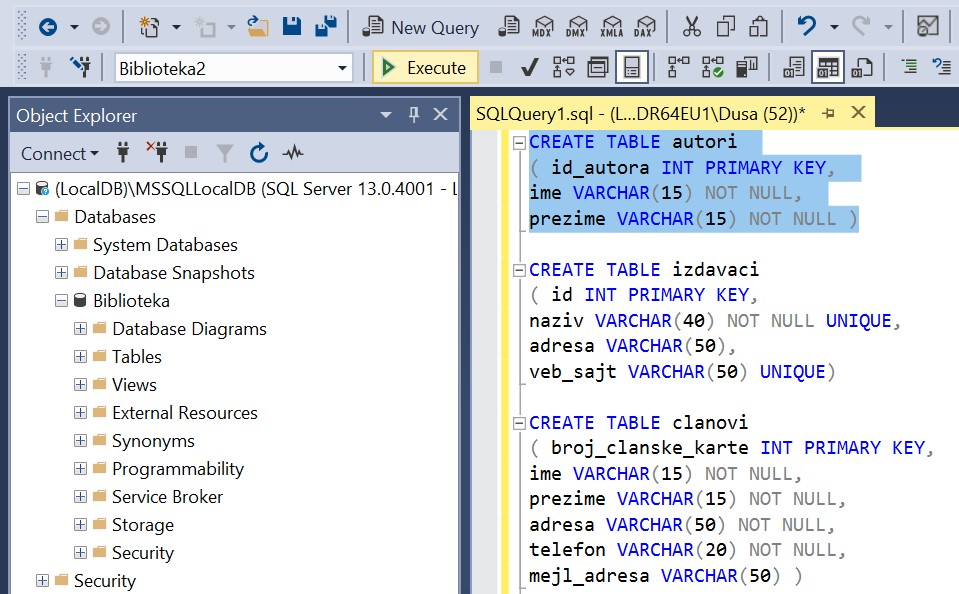 New Query
MDX
DMX
XMLA
DAX
Biblioteka2
Execute
Object Explorer
Connect
(LocalDB)\MSSQLLocalDB (SQL Server 13.0.4001 - L
Databases
System Databases
Database Snapshots
Biblioteka
Database Diagrams
Tables
Views
External Resources
Synonyms
Programmability
Service Broker
Storage
Security
Security
SQLQuery1.sql - (L...DR64EU1\Dusa (52))*
CREATE TABLE autori
( id_autora INT PRIMARY KEY,
ime VARCHAR(15) NOT NULL,
prezime VARCHAR(15) NOT NULL )
CREATE TABLE izdavaci
( id INT PRIMARY KEY,
naziv VARCHAR(40) NOT NULL UNIQUE,
adresa VARCHAR(50),
veb_sajt VARCHAR(50) UNIQUE)
CREATE TABLE clanovi
( broj_clanske_karte INT PRIMARY KEY,
ime VARCHAR(15) NOT NULL,
prezime VARCHAR(15) NOT NULL,
adresa VARCHAR(50) NOT NULL,
telefon VARCHAR(20) NOT NULL,
mejl_adresa VARCHAR(50) )